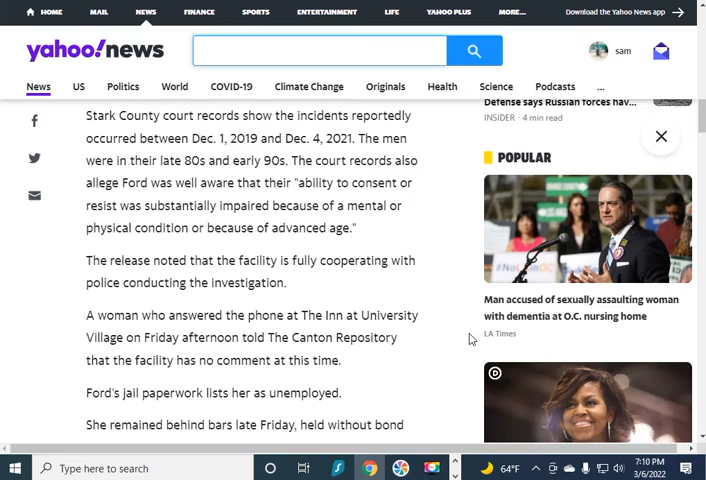 HOME MAIL NEWS FINANCE SPORTS ENTERTAINMENT LIFE YAHOO PLUS MORE... Download the Yahoo News app
yahoo!news
sam
News US Politics World COVID-19 Climate Change Originals Health Science Podcasts ...
Stark County court records show the incidents reportedly
occurred between Dec. 1, 2019 and Dec. 4, 2021. The men
were in their late 80s and early 90s. The court records also
allege Ford was well aware that their "ability to consent or
resist was substantially impaired because of a mental or
physical condition or because of advanced age."
The release noted that the facility is fully cooperating with
police conducting the investigation.
A woman who answered the phone at The Inn at University
Village on Friday afternoon told The Canton Repository
that the facility has no comment at this time.
Ford's jail paperwork lists her as unemployed.
She remained behind bars late Friday, held without bond
Defense says Russian forces hav...
INSIDER · 4 min read
POPULAR
Man accused of sexually assaulting woman
with dementia at O.C. nursing home
LA Times
D
Type here to search
64°F
7:10 PM
3/6/2022